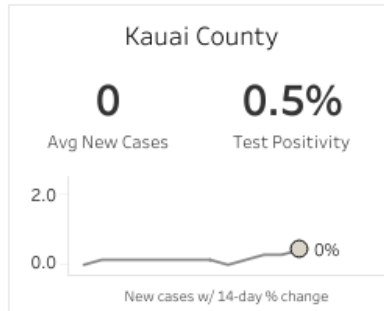 Kauai County
0 0.5%
Avg New Cases Test Positivity
2.0
0.0 0%
New cases w/ 14-day % change